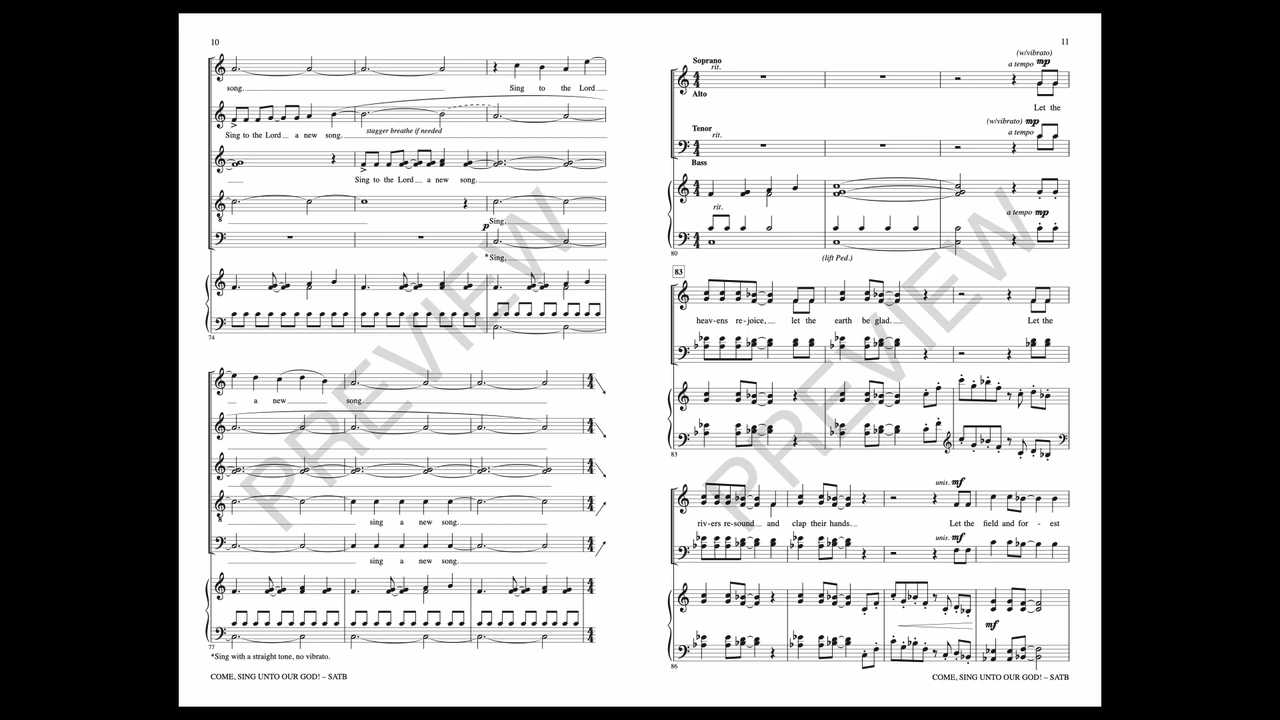 10
song.
Sing to the Lord
Sing to the Lord a new song.
stagger breathe if needed
Sing to the Lord a new song.
Sing,
p
*Sing,
74
a new song.
sing a new song.
sing a new song.
77
*Sing with a straight tone, no vibrato.
COME, SING UNTO OUR GOD! – SATB
PREVIEW
11
(w/vibrato)
Soprano
rit. a tempo mp
Alto
Let the
(w/vibrato) mp
Tenor
rit. a tempo
Bass
rit. a tempo mp
80
(lift Ped.)
83
heav-ens re-joice, let the earth be glad. Let the
83
unis. mf
riv-ers re-sound and clap their hands. Let the field and for - est
unis. mf
mf
86
COME, SING UNTO OUR GOD! – SATB
PREVIEW